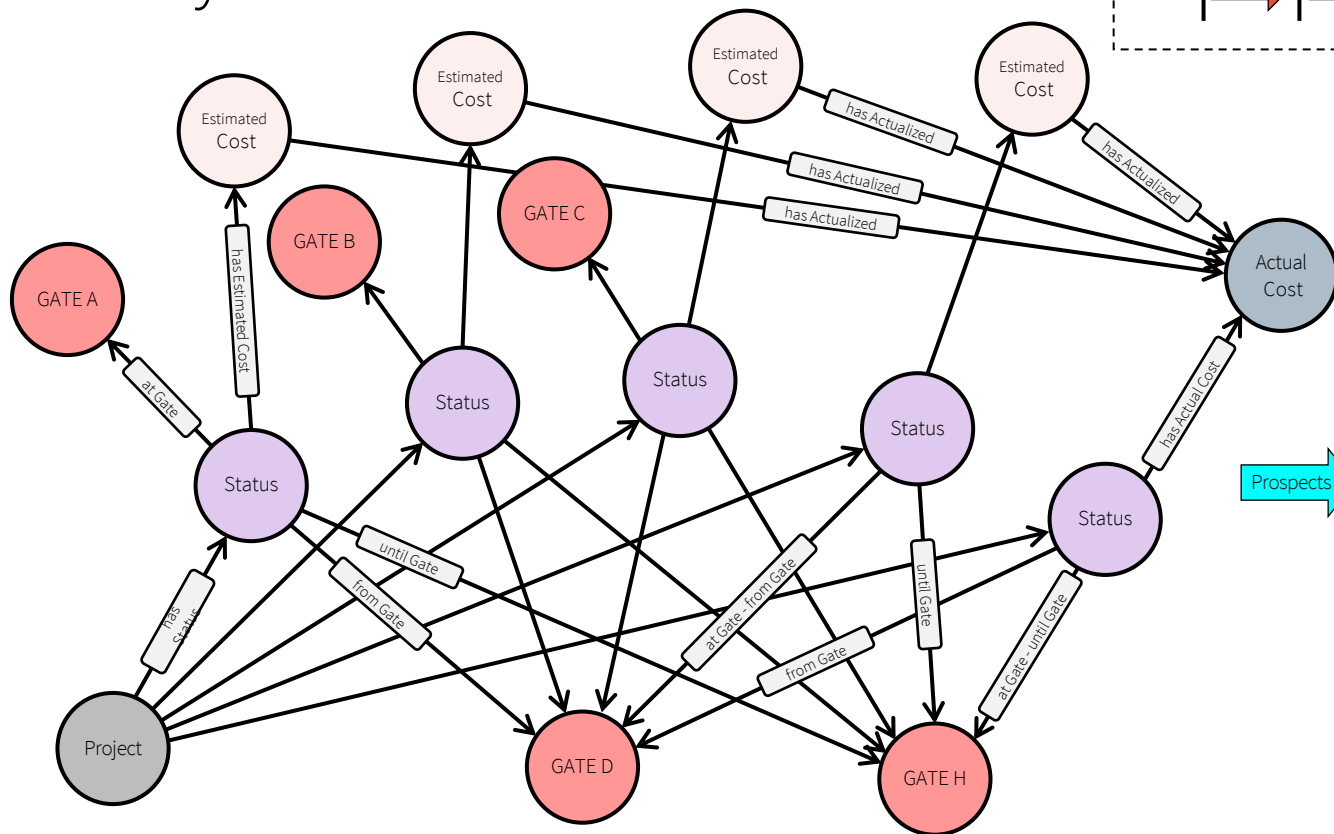 Estimated
Cost
Estimated
Cost
Estimated
Cost
Estimated
Cost
has Actualized
has Actualized
has Actualized
has Actualized
GATE A
GATE B
GATE C
Actual
Cost
has Estimated Cost
at Gate
Status
Status
Status
Status
Status
has Actual Cost
Prospects
until Gate
from Gate
has
Status
at Gate - from Gate
until Gate
from Gate
at Gate - until Gate
Project
GATE D
GATE H